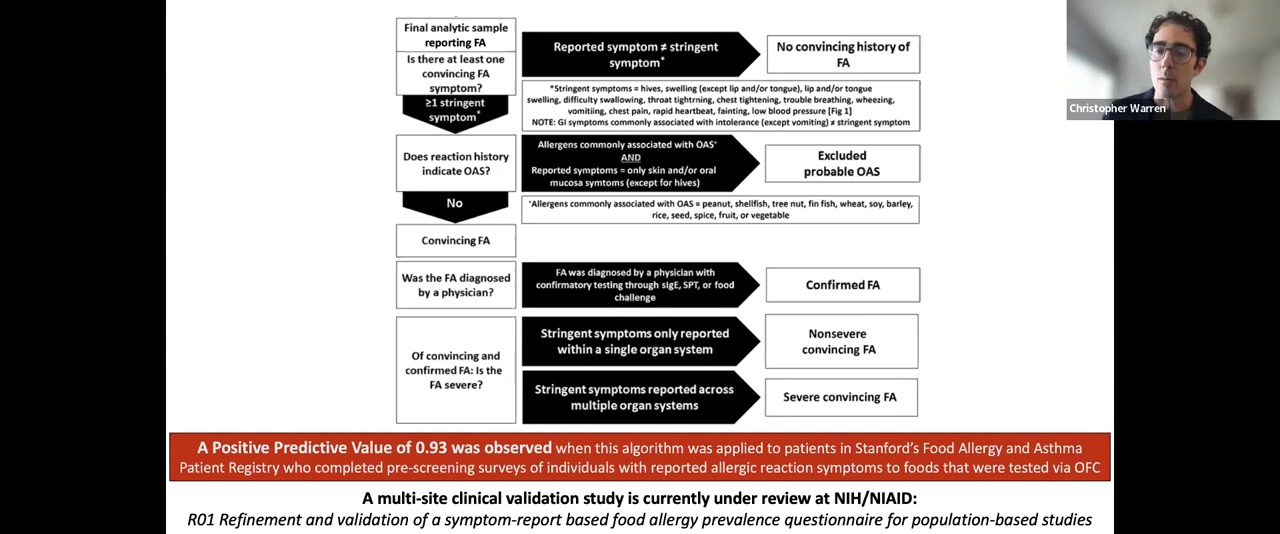 Final analytic sample
reporting FA
Is there at least one
convincing FA
symptom?
≥1 stringent
symptom*
Reported symptom ≠ stringent
symptom*
No convincing history of
FA
*Stringent symptoms = hives, swelling (except lip and/or tongue), lip and/or tongue
swelling, difficulty swallowing, throat tightrning, chest tightening, trouble breathing, wheezing,
vomitiing, chest pain, rapid heartbeat, fainting, low blood pressure [Fig 1]
NOTE: GI symptoms commonly associated with intolerance (except vomiting) ≠ stringent symptom
Does reaction history
indicate OAS?
Allergens commonly associated with OAS⁺
AND
Reported symptoms = only skin and/or oral
mucosa symtoms (except for hives)
Excluded
probable OAS
No
⁺Allergens commonly associated with OAS = peanut, shellfish, tree nut, fin fish, wheat, soy, barley,
rice, seed, spice, fruit, or vegetable
Convincing FA
Was the FA diagnosed
by a physician?
FA was diagnosed by a physician with
confirmatory testing through sIgE, SPT, or food
challenge
Confirmed FA
Of convincing and
confirmed FA: Is the
FA severe?
Stringent symptoms only reported
within a single organ system
Nonsevere
convincing FA
Stringent symptoms reported across
multiple organ systems
Severe convincing FA
A Positive Predictive Value of 0.93 was observed when this algorithm was applied to patients in Stanford's Food Allergy and Asthma
Patient Registry who completed pre-screening surveys of individuals with reported allergic reaction symptoms to foods that were tested via OFC
A multi-site clinical validation study is currently under review at NIH/NIAID:
R01 Refinement and validation of a symptom-report based food allergy prevalence questionnaire for population-based studies
Christopher Warren